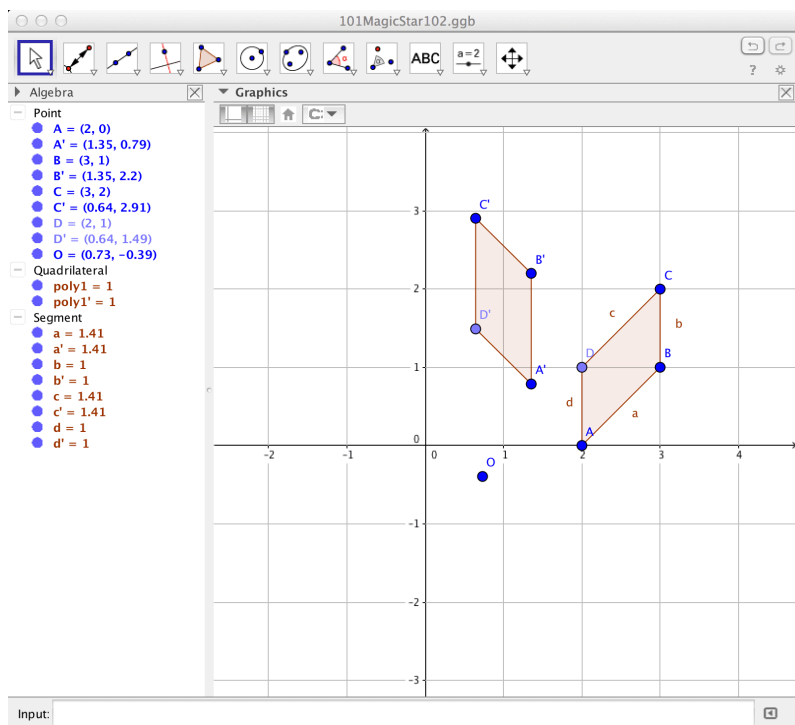 101MagicStar102.ggb
ABC
a=2
?
Algebra
Graphics
Point
A = (2, 0)
A' = (1.35, 0.79)
B = (3, 1)
B' = (1.35, 2.2)
C = (3, 2)
C' = (0.64, 2.91)
D = (2, 1)
D' = (0.64, 1.49)
O = (0.73, −0.39)
Quadrilateral
poly1 = 1
poly1' = 1
Segment
a = 1.41
a' = 1.41
b = 1
b' = 1
c = 1.41
c' = 1.41
d = 1
d' = 1
C:
C'
3
B'
C
2
c
b
D'
D
B
1
A'
d
a
A
0
-2
-1
0
1
2
3
4
O
-1
-2
-3
Input: